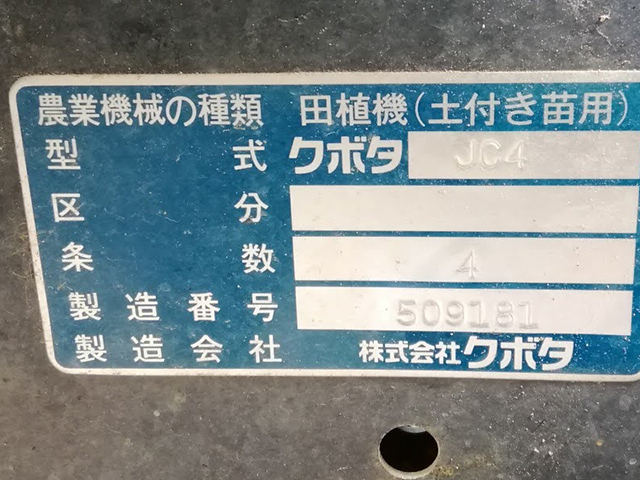 農業機械の種類 田植機(土付き苗用)
型式 クボタ JC4
区分
条数 4
製造番号 509181
製造会社 株式会社クボタ